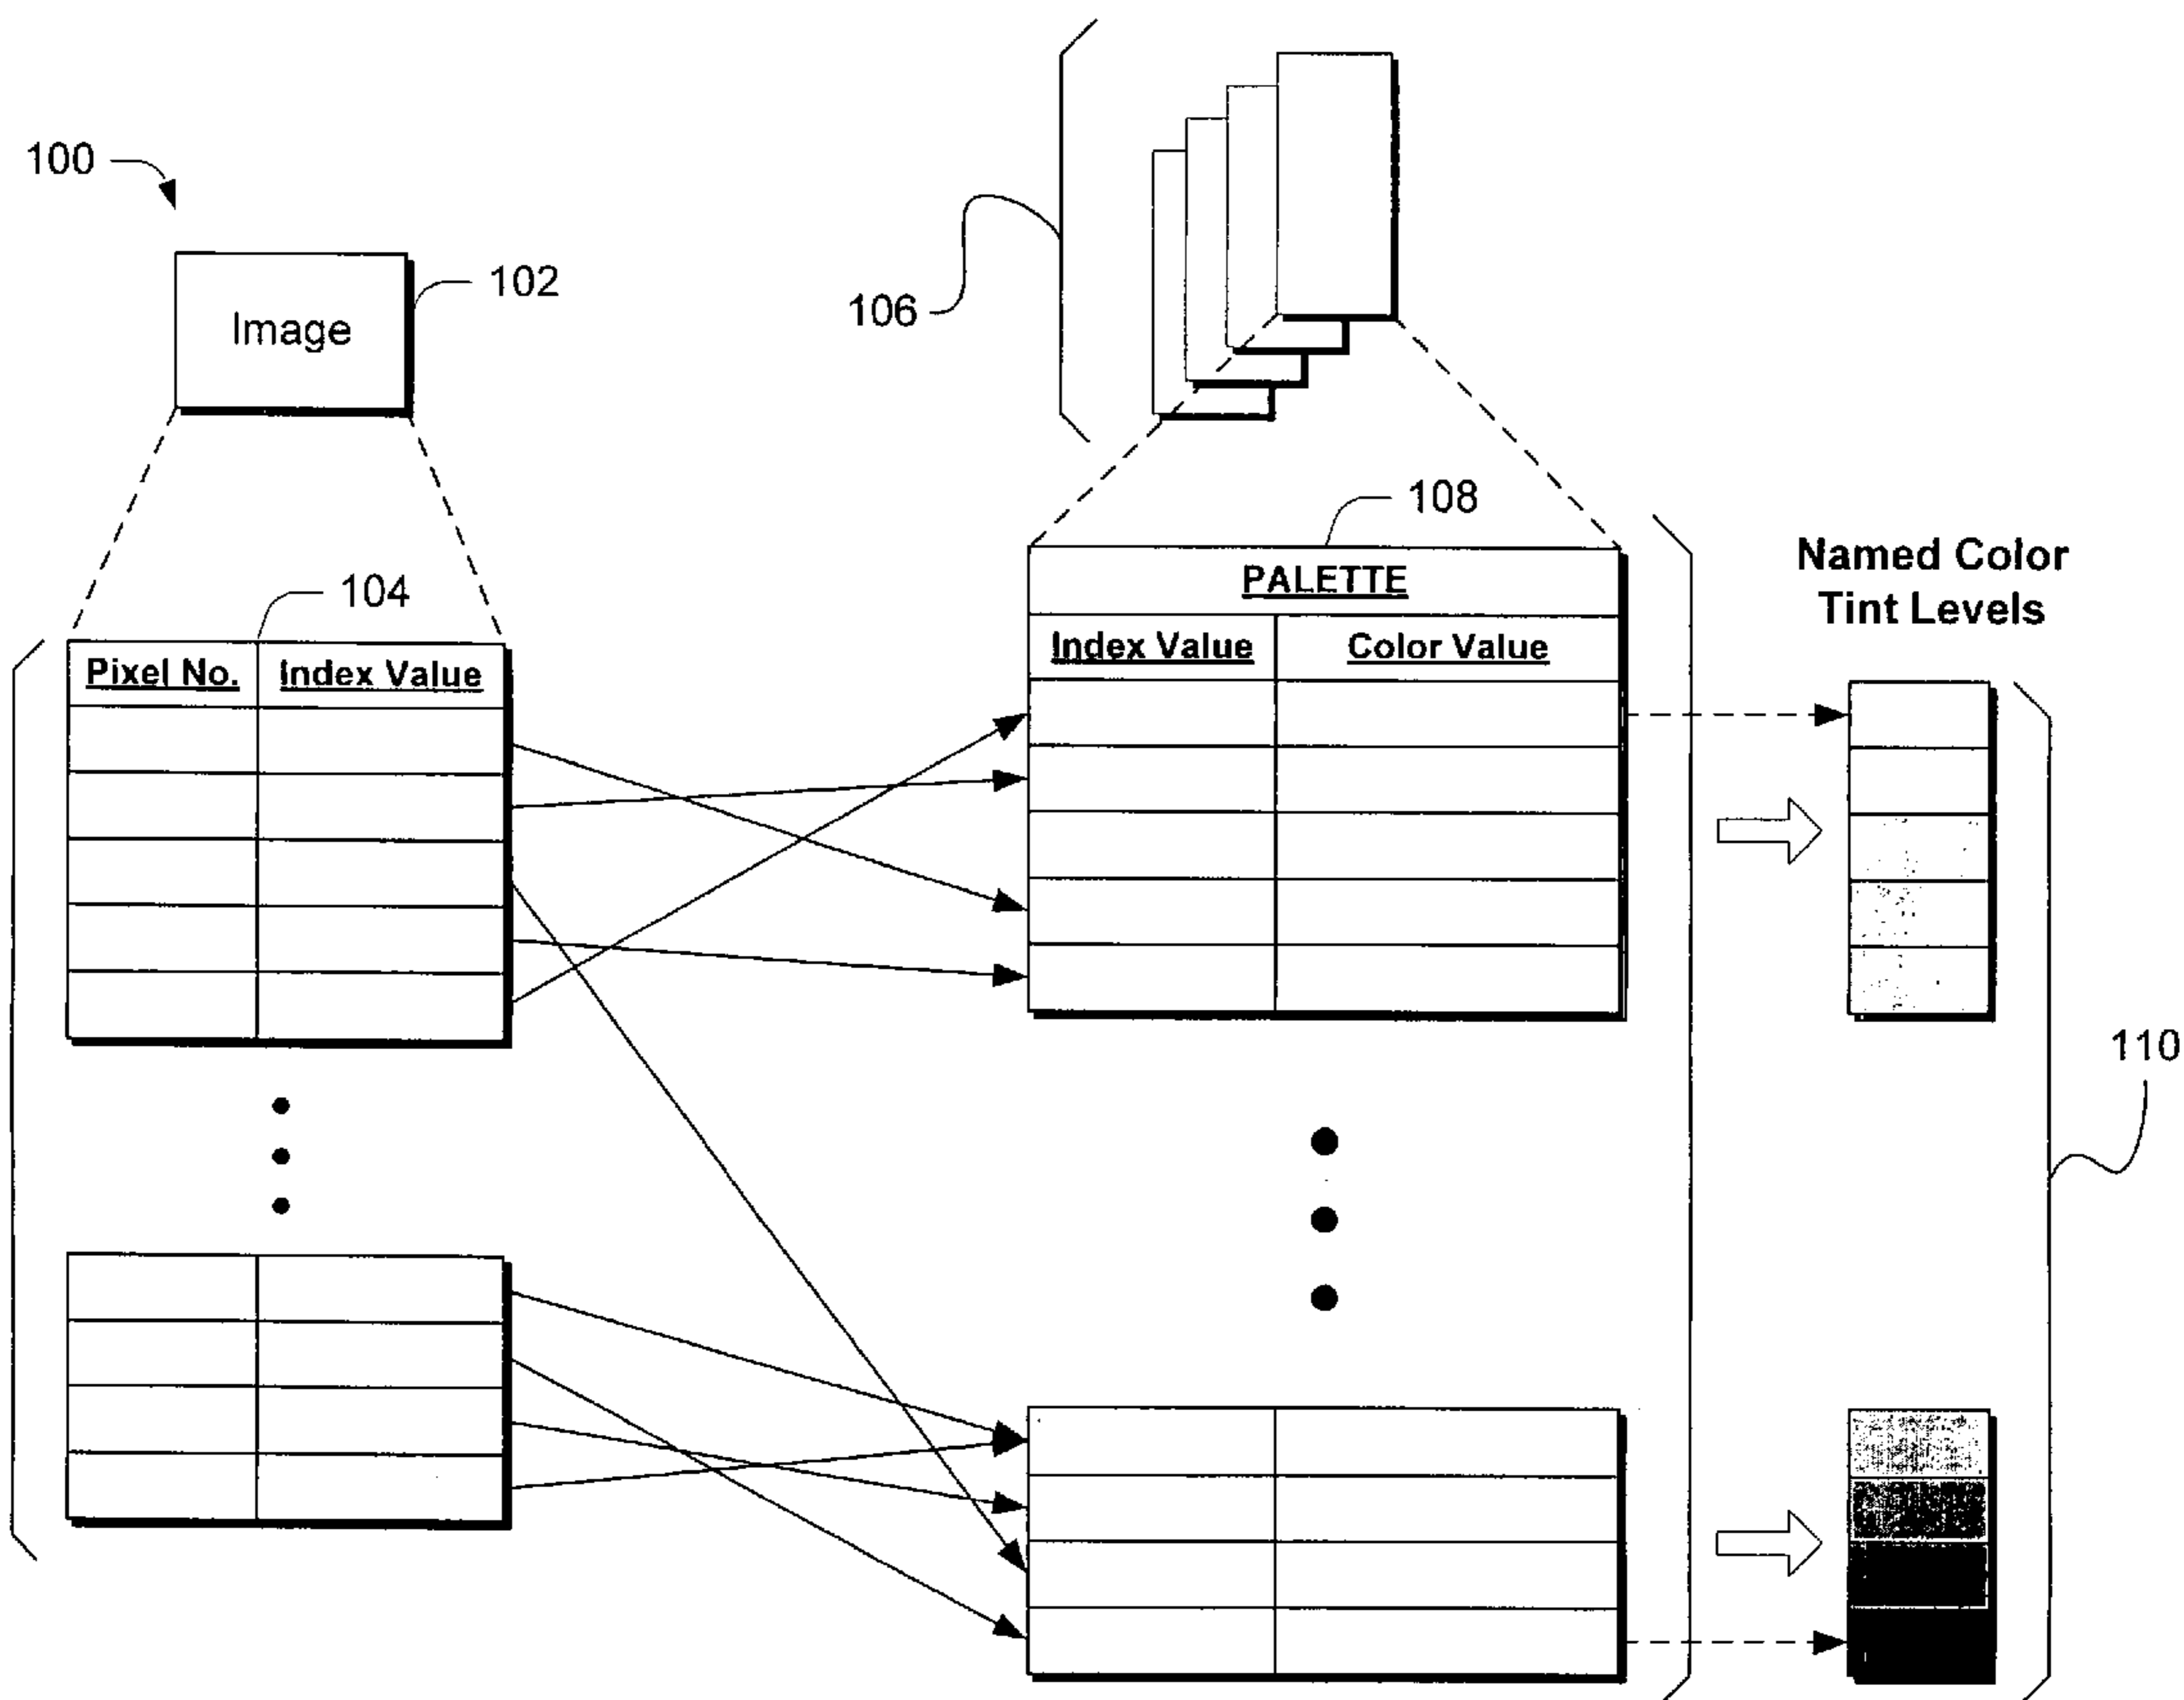 100
102
Image
106
108
104
PALETTE
Index Value Color Value
Named Color
Tint Levels
Pixel No. Index Value
110